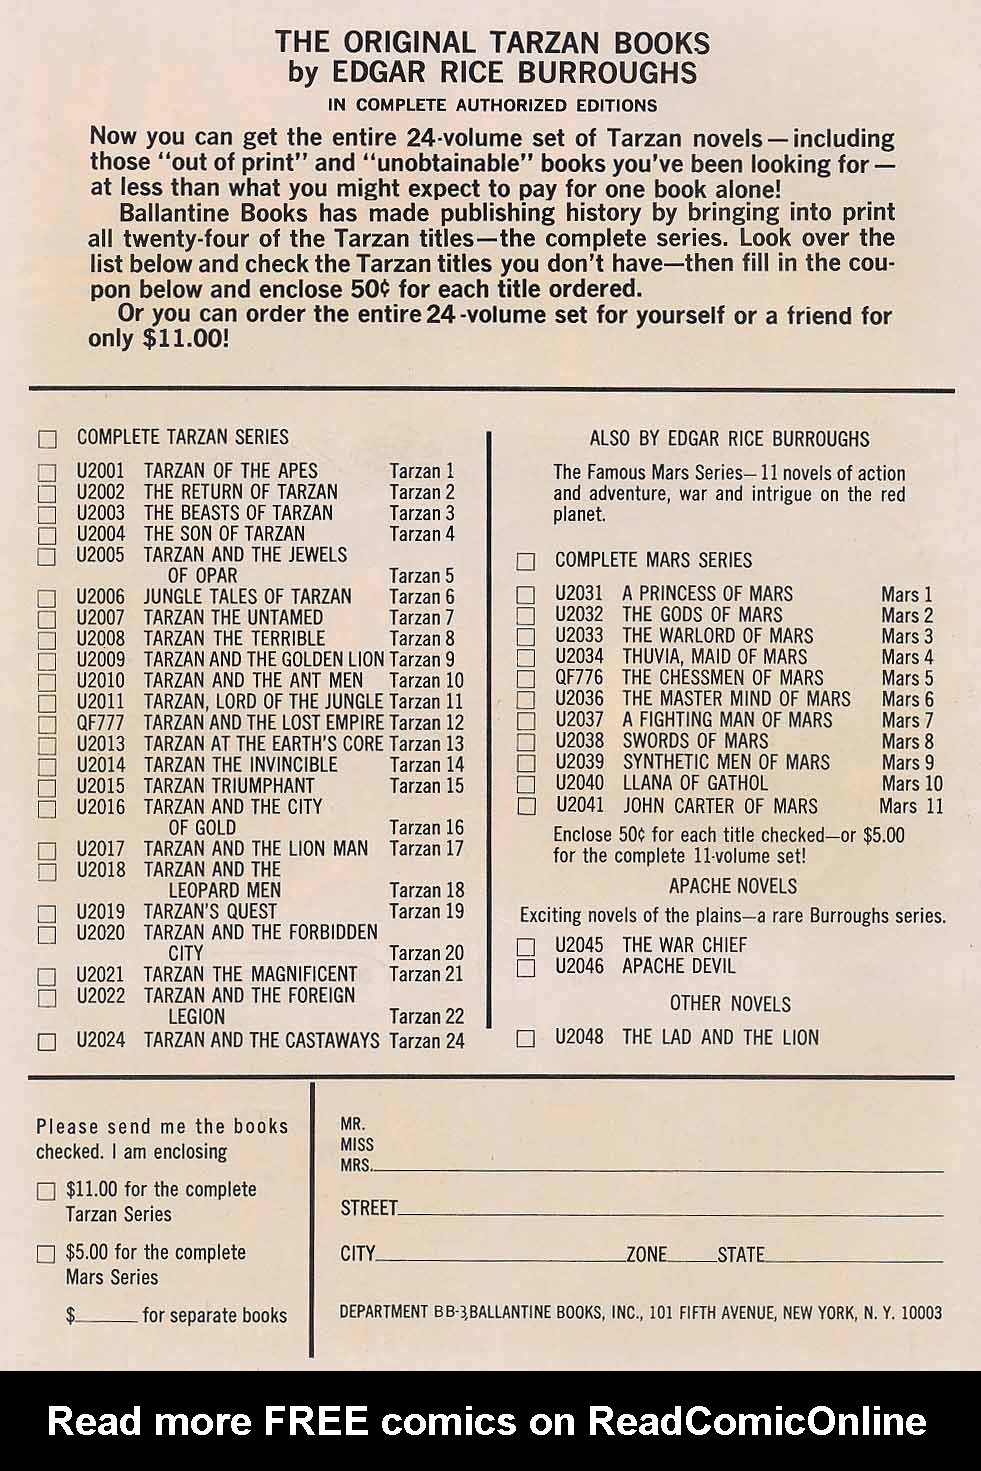 THE ORIGINAL TARZAN BOOKS
by EDGAR RICE BURROUGHS
IN COMPLETE AUTHORIZED EDITIONS
Now you can get the entire 24-volume set of Tarzan novels—including
those "out of print" and "unobtainable" books you've been looking for—
at less than what you might expect to pay for one book alone!
Ballantine Books has made publishing history by bringing into print
all twenty-four of the Tarzan titles—the complete series. Look over the
list below and check the Tarzan titles you don't have—then fill in the cou-
pon below and enclose 50¢ for each title ordered.
Or you can order the entire 24-volume set for yourself or a friend for
only $11.00!
COMPLETE TARZAN SERIES
U2001 TARZAN OF THE APES Tarzan 1
U2002 THE RETURN OF TARZAN Tarzan 2
U2003 THE BEASTS OF TARZAN Tarzan 3
U2004 THE SON OF TARZAN Tarzan 4
U2005 TARZAN AND THE JEWELS
OF OPAR Tarzan 5
U2006 JUNGLE TALES OF TARZAN Tarzan 6
U2007 TARZAN THE UNTAMED Tarzan 7
U2008 TARZAN THE TERRIBLE Tarzan 8
U2009 TARZAN AND THE GOLDEN LION Tarzan 9
U2010 TARZAN AND THE ANT MEN Tarzan 10
U2011 TARZAN, LORD OF THE JUNGLE Tarzan 11
QF777 TARZAN AND THE LOST EMPIRE Tarzan 12
U2013 TARZAN AT THE EARTH'S CORE Tarzan 13
U2014 TARZAN THE INVINCIBLE Tarzan 14
U2015 TARZAN TRIUMPHANT Tarzan 15
U2016 TARZAN AND THE CITY
OF GOLD Tarzan 16
U2017 TARZAN AND THE LION MAN Tarzan 17
U2018 TARZAN AND THE
LEOPARD MEN Tarzan 18
U2019 TARZAN'S QUEST Tarzan 19
U2020 TARZAN AND THE FORBIDDEN
CITY Tarzan 20
U2021 TARZAN THE MAGNIFICENT Tarzan 21
U2022 TARZAN AND THE FOREIGN
LEGION Tarzan 22
U2024 TARZAN AND THE CASTAWAYS Tarzan 24
ALSO BY EDGAR RICE BURROUGHS
The Famous Mars Series—11 novels of action
and adventure, war and intrigue on the red
planet.
COMPLETE MARS SERIES
U2031 A PRINCESS OF MARS Mars 1
U2032 THE GODS OF MARS Mars 2
U2033 THE WARLORD OF MARS Mars 3
U2034 THUVIA, MAID OF MARS Mars 4
QF776 THE CHESSMEN OF MARS Mars 5
U2036 THE MASTER MIND OF MARS Mars 6
U2037 A FIGHTING MAN OF MARS Mars 7
U2038 SWORDS OF MARS Mars 8
U2039 SYNTHETIC MEN OF MARS Mars 9
U2040 LLANA OF GATHOL Mars 10
U2041 JOHN CARTER OF MARS Mars 11
Enclose 50¢ for each title checked—or $5.00
for the complete 11-volume set!
APACHE NOVELS
Exciting novels of the plains—a rare Burroughs series.
U2045 THE WAR CHIEF
U2046 APACHE DEVIL
OTHER NOVELS
U2048 THE LAD AND THE LION
Please send me the books
checked. I am enclosing
$11.00 for the complete
Tarzan Series
$5.00 for the complete
Mars Series
$______ for separate books
MR.
MISS
MRS.
STREET
CITY ZONE STATE
DEPARTMENT BB-3, BALLANTINE BOOKS, INC., 101 FIFTH AVENUE, NEW YORK, N. Y. 10003
Read more FREE comics on ReadComicOnline